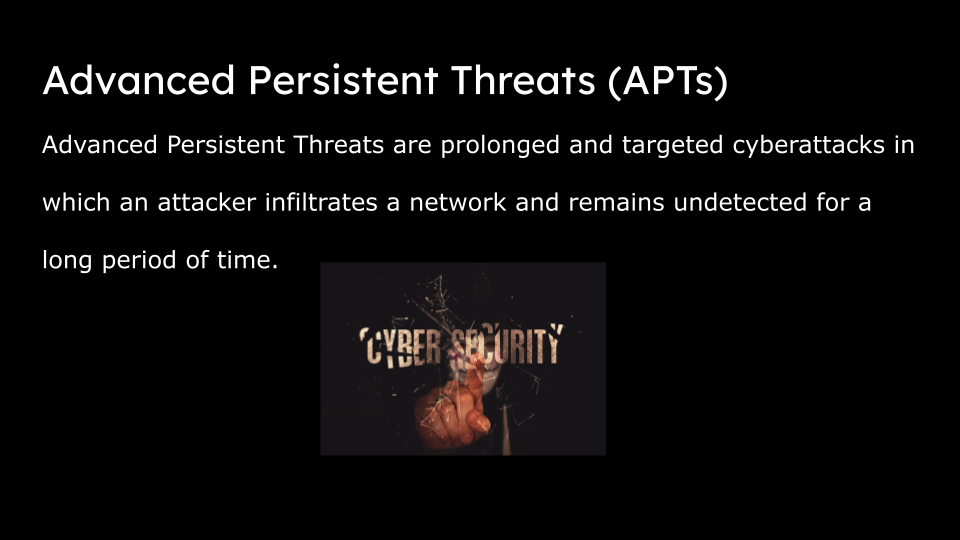 Advanced Persistent Threats (APTs)
Advanced Persistent Threats are prolonged and targeted cyberattacks in
which an attacker infiltrates a network and remains undetected for a
long period of time.
CYBER SECURITY